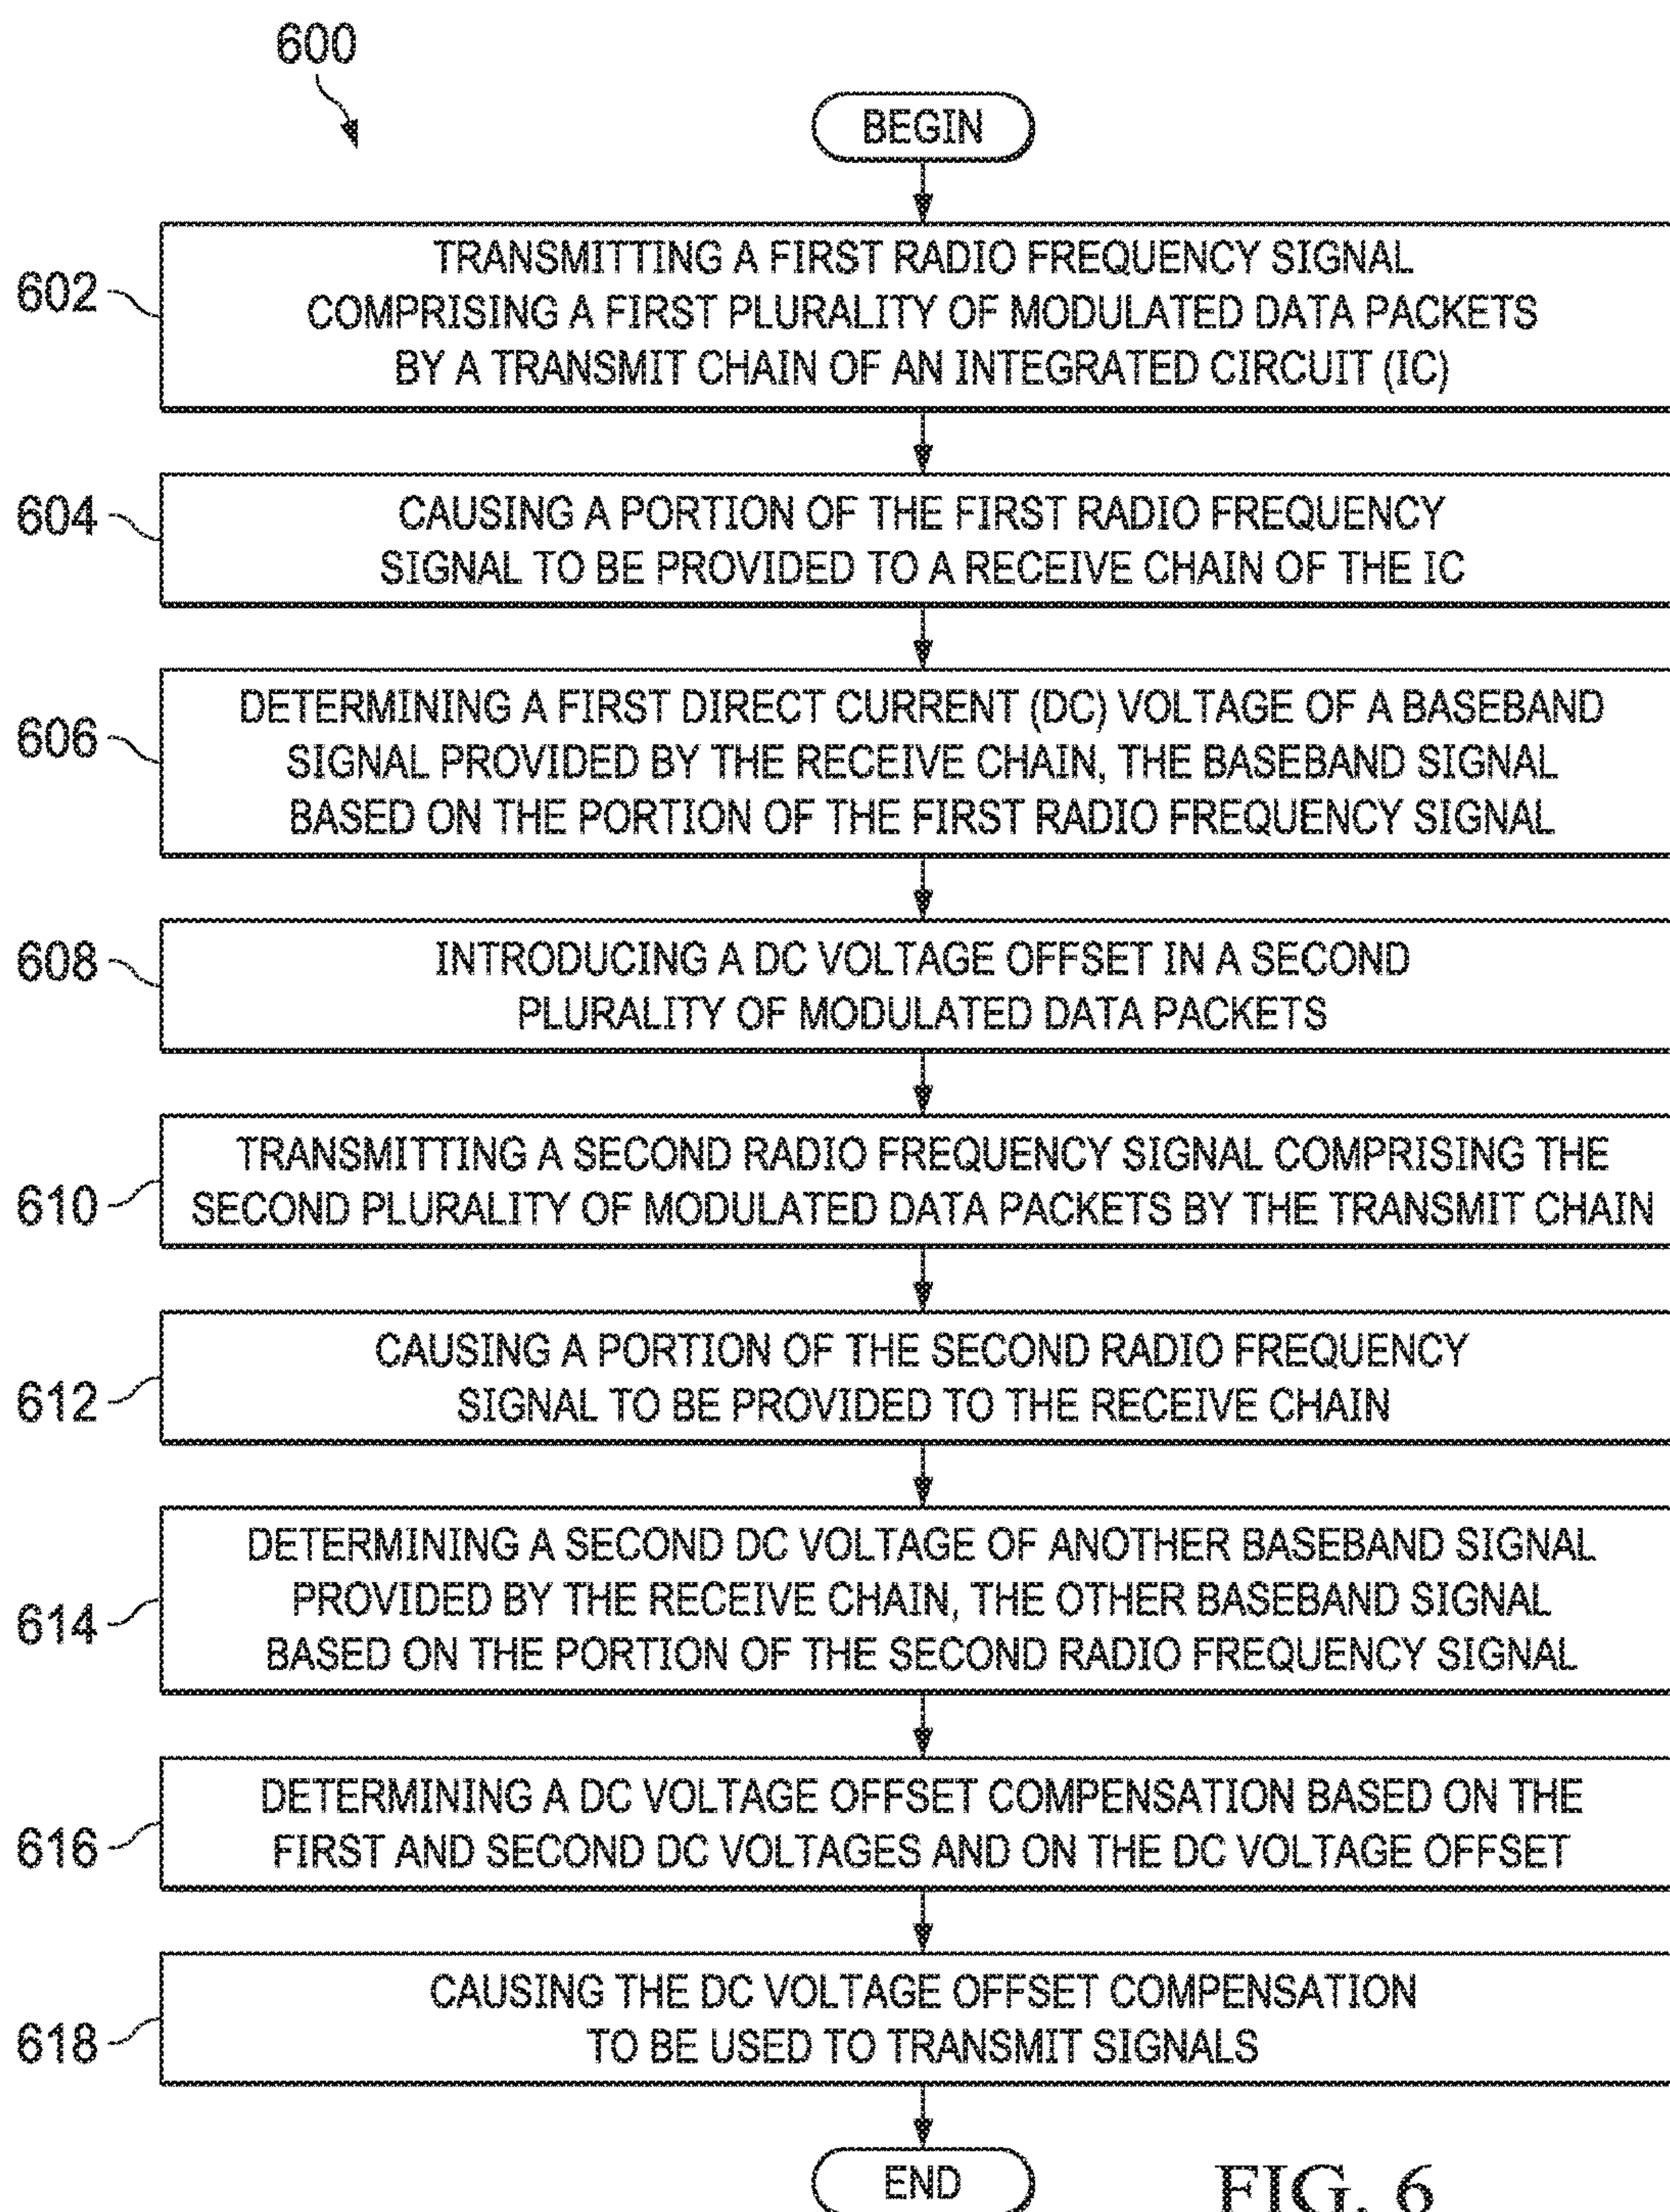 600
BEGIN
602
TRANSMITTING A FIRST RADIO FREQUENCY SIGNAL
COMPRISING A FIRST PLURALITY OF MODULATED DATA PACKETS
BY A TRANSMIT CHAIN OF AN INTEGRATED CIRCUIT (IC)
604
CAUSING A PORTION OF THE FIRST RADIO FREQUENCY
SIGNAL TO BE PROVIDED TO A RECEIVE CHAIN OF THE IC
606
DETERMINING A FIRST DIRECT CURRENT (DC) VOLTAGE OF A BASEBAND
SIGNAL PROVIDED BY THE RECEIVE CHAIN, THE BASEBAND SIGNAL
BASED ON THE PORTION OF THE FIRST RADIO FREQUENCY SIGNAL
608
INTRODUCING A DC VOLTAGE OFFSET IN A SECOND
PLURALITY OF MODULATED DATA PACKETS
610
TRANSMITTING A SECOND RADIO FREQUENCY SIGNAL COMPRISING THE
SECOND PLURALITY OF MODULATED DATA PACKETS BY THE TRANSMIT CHAIN
612
CAUSING A PORTION OF THE SECOND RADIO FREQUENCY
SIGNAL TO BE PROVIDED TO THE RECEIVE CHAIN
614
DETERMINING A SECOND DC VOLTAGE OF ANOTHER BASEBAND SIGNAL
PROVIDED BY THE RECEIVE CHAIN, THE OTHER BASEBAND SIGNAL
BASED ON THE PORTION OF THE SECOND RADIO FREQUENCY SIGNAL
616
DETERMINING A DC VOLTAGE OFFSET COMPENSATION BASED ON THE
FIRST AND SECOND DC VOLTAGES AND ON THE DC VOLTAGE OFFSET
618
CAUSING THE DC VOLTAGE OFFSET COMPENSATION
TO BE USED TO TRANSMIT SIGNALS
END
FIG. 6